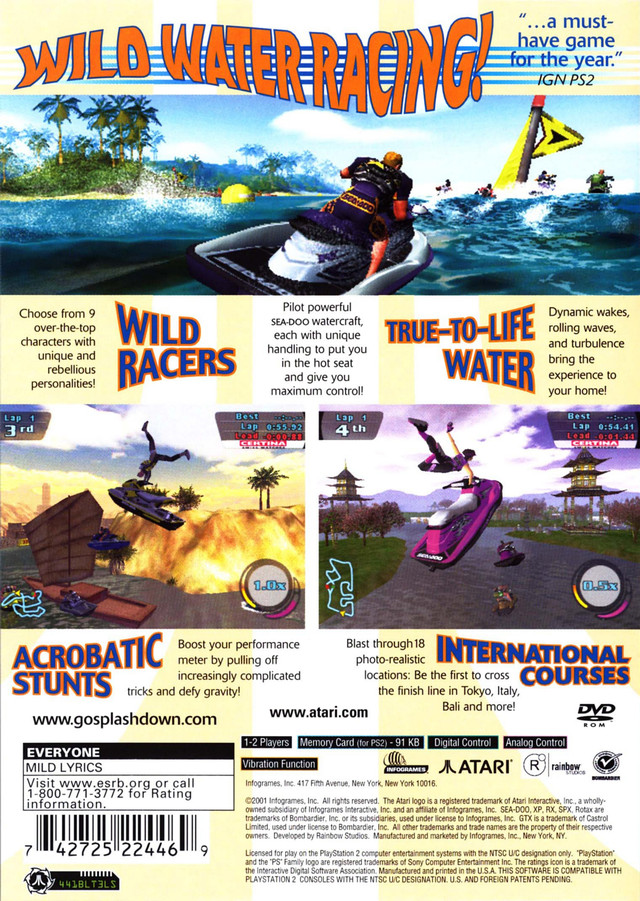 WILD WATER RACING!
“...a must-
have game
for the year.”
IGN PS2
SEA-DOO
Choose from 9
over-the-top
characters with
unique and
rebellious
personalities!
WILD
RACERS
Pilot powerful
SEA-DOO watercraft,
each with unique
handling to put you
in the hot seat
and give you
maximum control!
TRUE-TO-LIFE
WATER
Dynamic wakes,
rolling waves,
and turbulence
bring the
experience to
your home!
Lap 1
3rd
Best --:--.--
Lap 0:55.92
Lead
CERTINA
1.0x
Lap 1
4th
Best --:--.--
Lap 0:54.41
Lead 0:01.44
CERTINA
SEA-DOO
0.5x
ACROBATIC
STUNTS
Boost your performance
meter by pulling off
increasingly complicated
tricks and defy gravity!
Blast through 18
photo-realistic
locations: Be the first to cross
the finish line in Tokyo, Italy,
Bali and more!
INTERNATIONAL
COURSES
www.gosplashdown.com
www.atari.com
DVD
ROM
EVERYONE
MILD LYRICS
Visit www.esrb.org or call
1-800-771-3772 for Rating
information.
7 42725 22446 9
441BLT3LS
1-2 Players
Memory Card (for PS2) - 91 KB
Digital Control
Analog Control
Vibration Function
INFOGRAMES
ATARI®
R
rainbow
STUDIOS
BOMBARDIER
Infogrames, Inc. 417 Fifth Avenue, New York, New York 10016.
©2001 Infogrames, Inc. All rights reserved. The Atari logo is a registered trademark of Atari Interactive, Inc., a wholly-
owned subsidiary of Infogrames Interactive, Inc. and an affiliate of Infogrames, Inc. SEA-DOO, XP, RX, SPX. Rotax are
trademarks of Bombardier, Inc. or its subsidiaries, used under license to Infogrames, Inc. GTX is a trademark of Castrol
Limited, used under license to Bombardier, Inc. All other trademarks and trade names are the property of their respective
owners. Developed by Rainbow Studios. Manufactured and marketed by Infogrames, Inc., New York, NY.
Licensed for play on the PlayStation 2 computer entertainment systems with the NTSC U/C designation only. "PlayStation"
and the "PS" Family logo are registered trademarks of Sony Computer Entertainment Inc. The ratings icon is a trademark of
the Interactive Digital Software Association. Manufactured and printed in the U.S.A. THIS SOFTWARE IS COMPATIBLE WITH
PLAYSTATION 2 CONSOLES WITH THE NTSC U/C DESIGNATION. U.S. AND FOREIGN PATENTS PENDING.